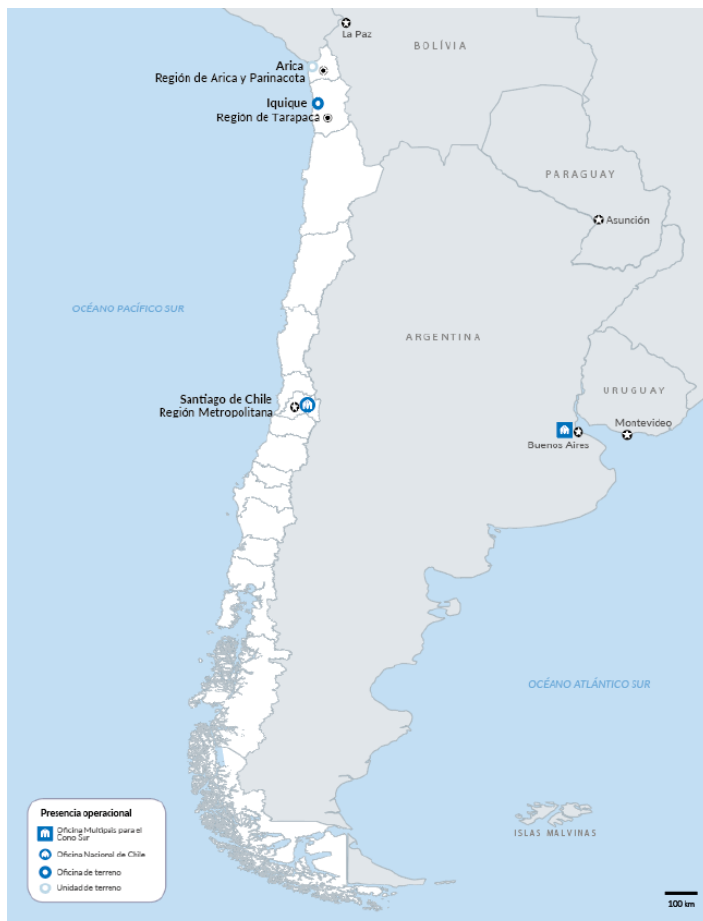 La Paz
BOLÍVIA
Arica
Región de Arica y Parinacota
Iquique
Región de Tarapacá
PARAGUAY
Asunción
OCÉANO PACÍFICO SUR
ARGENTINA
URUGUAY
Santiago de Chile
Región Metropolitana
Montevideo
Buenos Aires
OCÉANO ATLÁNTICO SUR
ISLAS MALVINAS
Presencia operacional
Oficina Multipaís para el
Cono Sur
Oficina Nacional de Chile
Oficina de terreno
Unidad de terreno
100 km